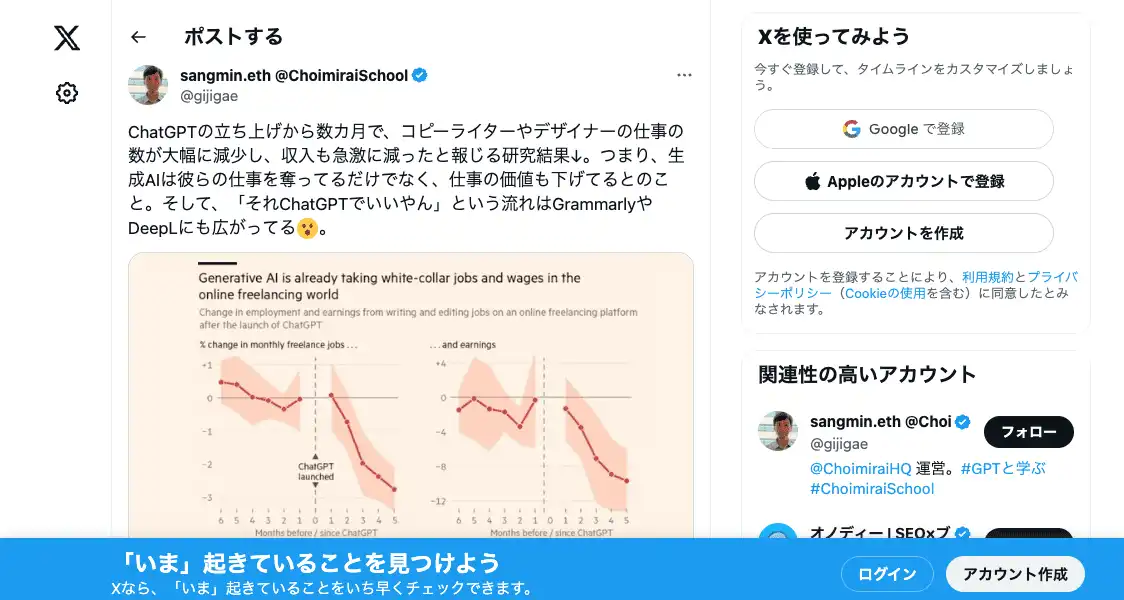 ポストする
sangmin.eth @ChoimiraiSchool
@gijigae
ChatGPTの立ち上げから数カ月で、コピーライターやデザイナーの仕事の
数が大幅に減少し、収入も急激に減ったと報じる研究結果↓。つまり、生
成AIは彼らの仕事を奪ってるだけでなく、仕事の価値も下げてるとのこ
と。そして、「それChatGPTでいいやん」という流れはGrammarlyや
DeepLにも広がってる😮。
Generative AI is already taking white-collar jobs and wages in the
online freelancing world
Change in employment and earnings from writing and editing jobs on an online freelancing platform
after the launch of ChatGPT
% change in monthly freelance jobs . . .
+1
0
−1
−2
−3
ChatGPT
launched
6 5 4 3 2 1 0 1 2 3 4 5
Months before / since ChatGPT
. . . and earnings
+4
0
−4
−8
−12
6 5 4 3 2 1 0 1 2 3 4 5
Months before / since ChatGPT
Xを使ってみよう
今すぐ登録して、タイムラインをカスタマイズしましょ
う。
Google で登録
Appleのアカウントで登録
アカウントを作成
アカウントを登録することにより、利用規約とプライバ
シーポリシー（Cookieの使用を含む）に同意したとみ
なされます。
関連性の高いアカウント
sangmin.eth @Choi
@gijigae
フォロー
@ChoimiraiHQ 運営。#GPTと学ぶ
#ChoimiraiSchool
オノディー | SEO×ブ
「いま」起きていることを見つけよう
Xなら、「いま」起きていることをいち早くチェックできます。
ログイン
アカウント作成